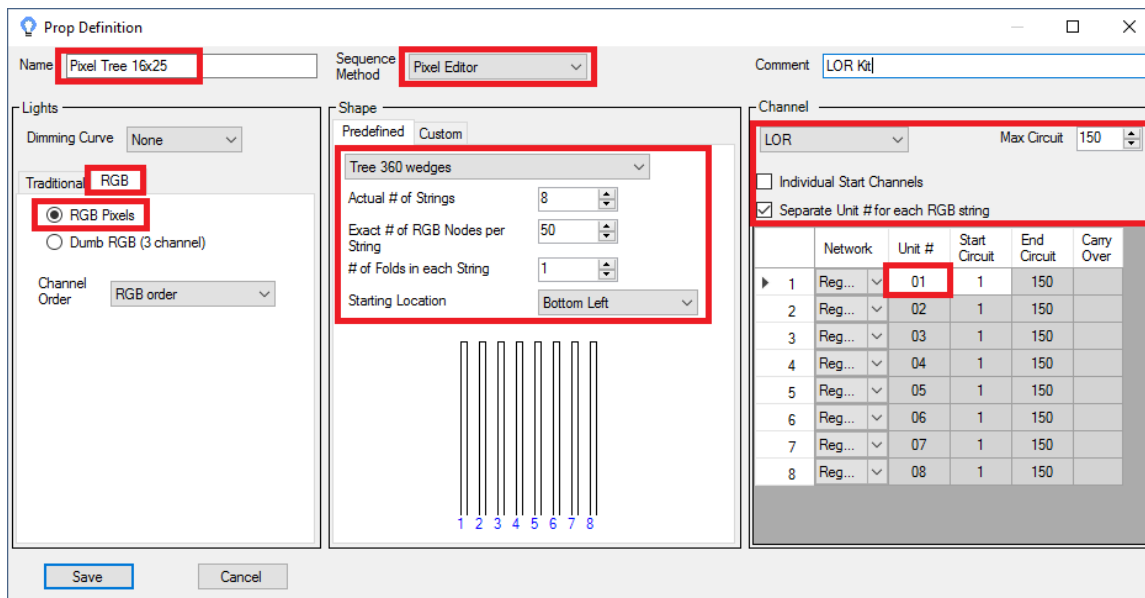 Prop Definition
Name Pixel Tree 16x25 Sequence Method Pixel Editor Comment LOR Kit
Lights
Dimming Curve None
Traditional RGB
RGB Pixels
Dumb RGB (3 channel)
Channel Order RGB order
Shape
Predefined Custom
Tree 360 wedges
Actual # of Strings 8
Exact # of RGB Nodes per String 50
# of Folds in each String 1
Starting Location Bottom Left
1 2 3 4 5 6 7 8
Channel
LOR Max Circuit 150
Individual Start Channels
Separate Unit # for each RGB string
Network Unit # Start Circuit End Circuit Carry Over
1 Reg... 01 1 150
2 Reg... 02 1 150
3 Reg... 03 1 150
4 Reg... 04 1 150
5 Reg... 05 1 150
6 Reg... 06 1 150
7 Reg... 07 1 150
8 Reg... 08 1 150
Save Cancel